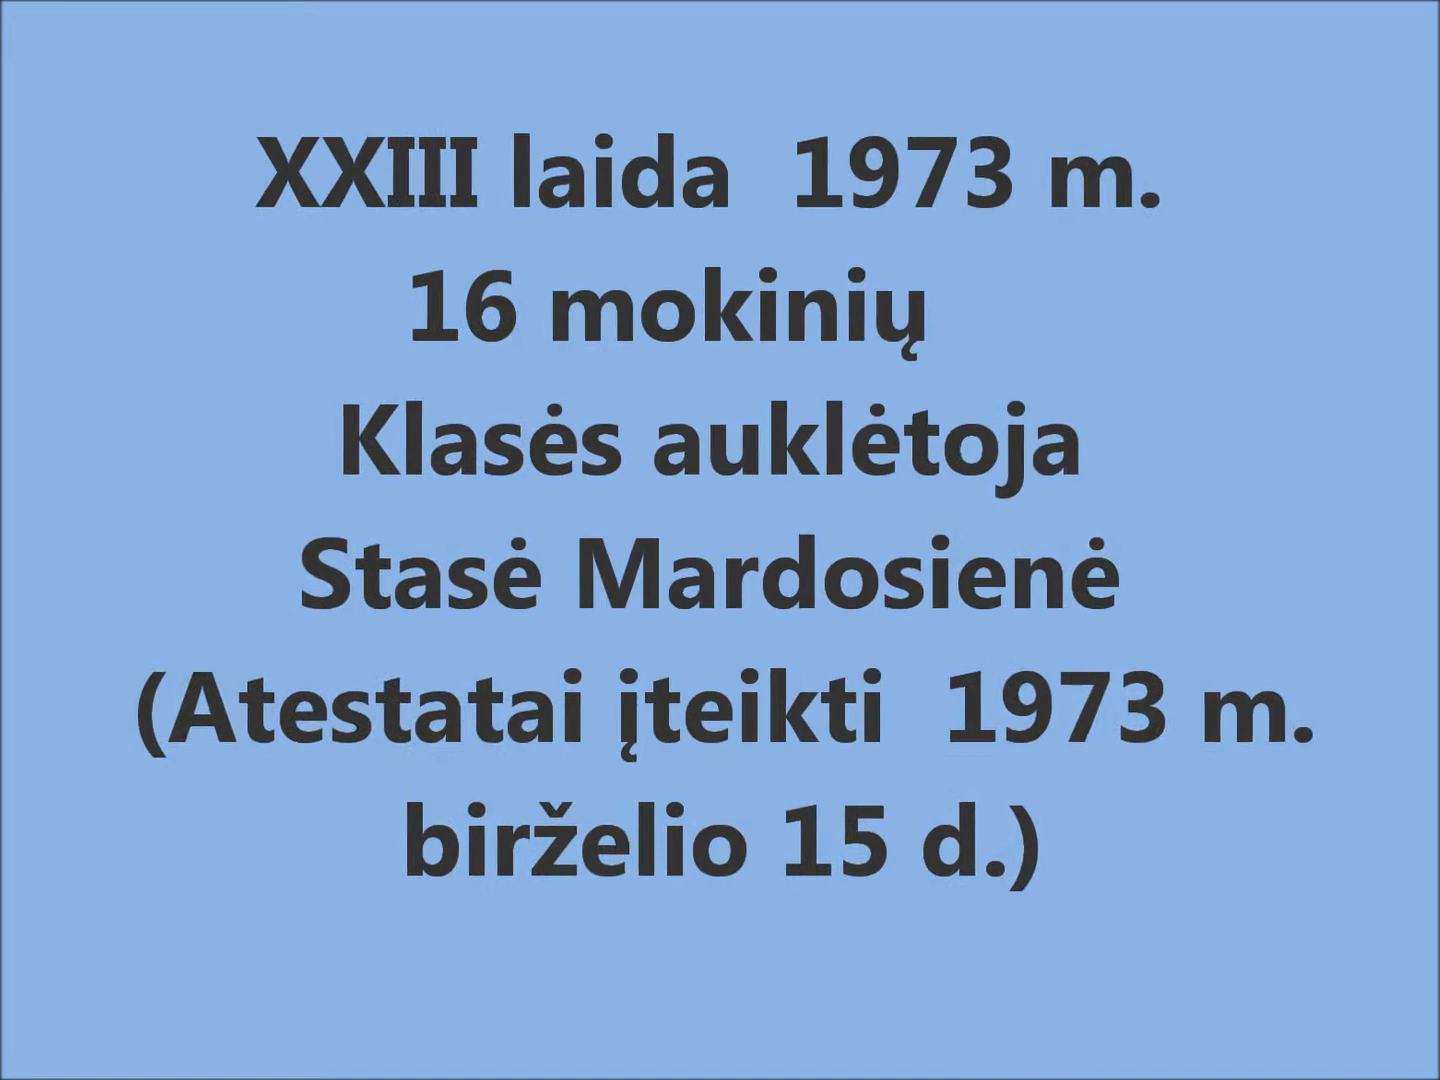 XXIII laida  1973 m.
16 mokinių
Klasės auklėtoja
Stasė Mardosienė
(Atestatai įteikti  1973 m.
birželio 15 d.)